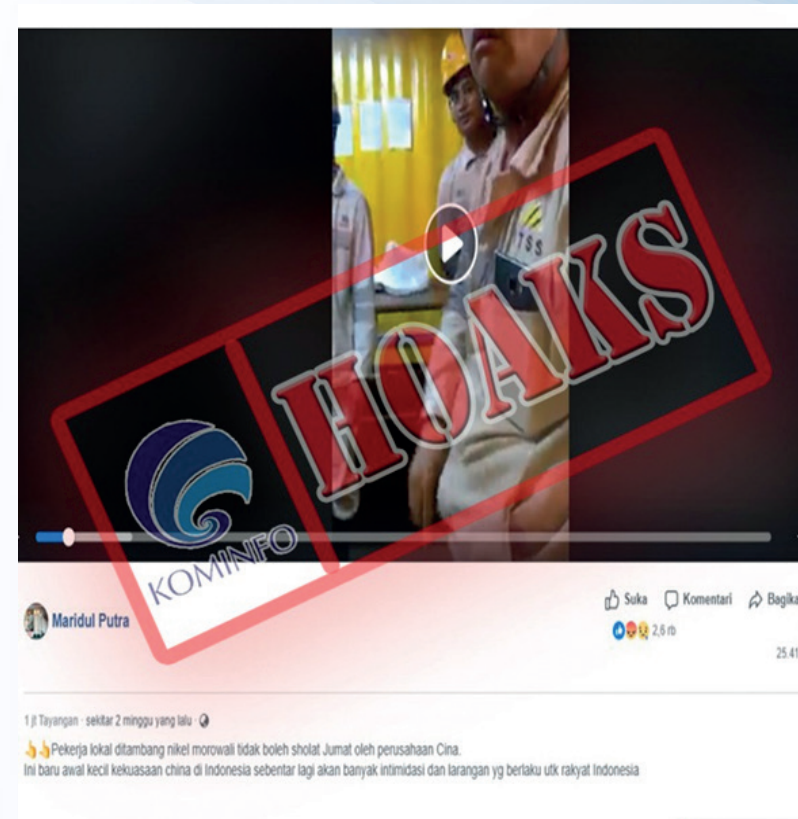 TSS
HOAKS
KOMINFO
Maridul Putra
Suka Komentari Bagika
2,6 rb
25.41
1 jt Tayangan · sekitar 2 minggu yang lalu ·
👆👆Pekerja lokal ditambang nikel morowali tidak boleh sholat Jumat oleh perusahaan Cina.
Ini baru awal kecil kekuasaan china di Indonesia sebentar lagi akan banyak intimidasi dan larangan yg berlaku utk rakyat Indonesia